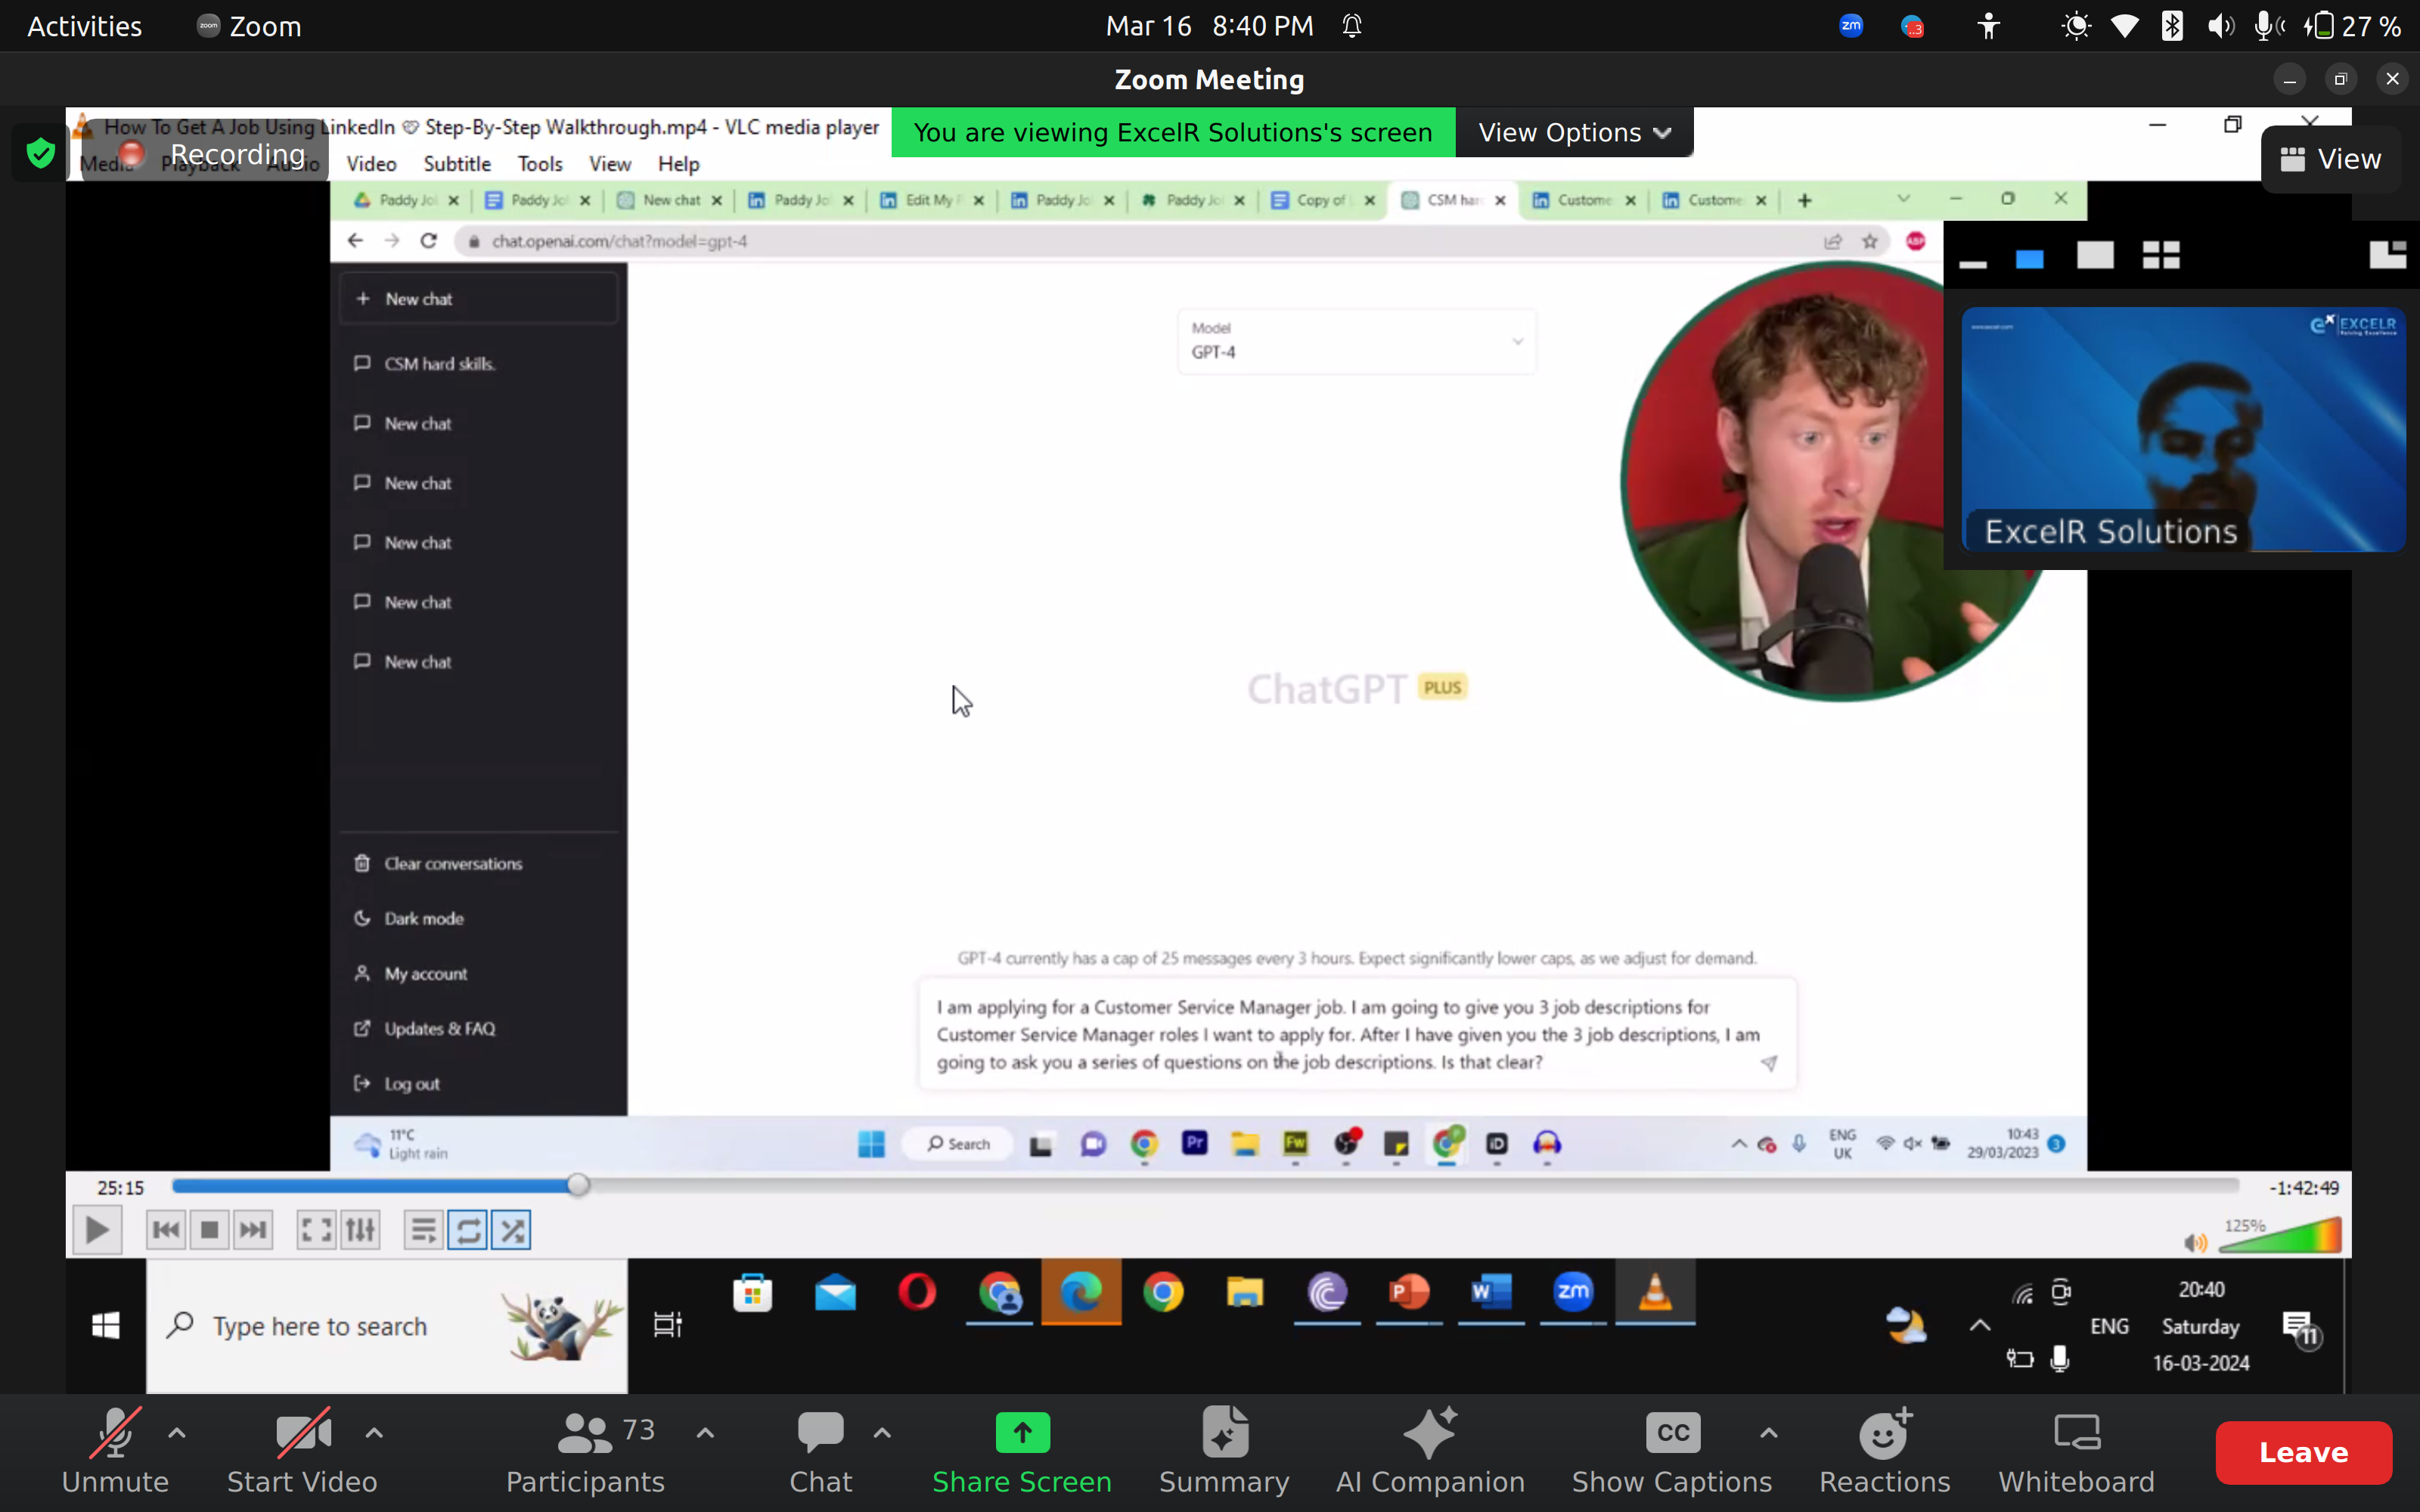 Activities
Zoom
Mar 16 8:40 PM
27 %
Zoom Meeting
How To Get A Job Using LinkedIn Step-By-Step Walkthrough.mp4 - VLC media player
You are viewing ExcelR Solutions's screen
View Options
Recording
Media Playback Audio Video Subtitle Tools View Help
View
Paddy Jol
Paddy Jol
New chat
Paddy Jo
Edit My P
Paddy Jo
Paddy Jo
Copy of
CSM har
Custome
Custome
chat.openai.com/chat?model=gpt-4
ABP
New chat
CSM hard skills.
New chat
New chat
New chat
New chat
New chat
Clear conversations
Dark mode
My account
Updates & FAQ
Log out
Model
GPT-4
ChatGPT PLUS
EXCELR
ExcelR Solutions
GPT-4 currently has a cap of 25 messages every 3 hours. Expect significantly lower caps, as we adjust for demand.
I am applying for a Customer Service Manager job. I am going to give you 3 job descriptions for
Customer Service Manager roles I want to apply for. After I have given you the 3 job descriptions, I am
going to ask you a series of questions on the job descriptions. Is that clear?
11°C
Light rain
Search
Pr
Fw
iD
ENG
UK
10:43
29/03/2023
3
25:15
-1:42:49
125%
Type here to search
zm
ENG
20:40
Saturday
16-03-2024
11
Unmute
Start Video
73
Participants
Chat
Share Screen
Summary
AI Companion
CC
Show Captions
Reactions
Whiteboard
Leave